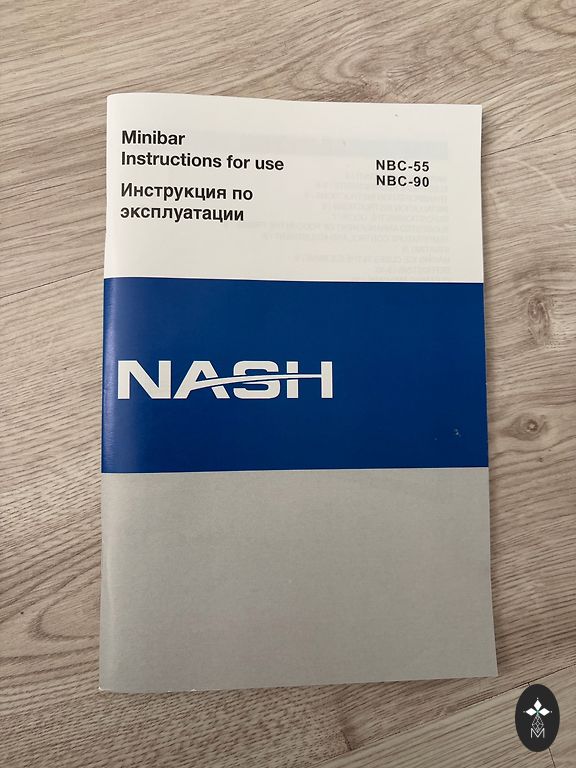 Minibar
Instructions for use
Инструкция по
эксплуатации
NBC-55
NBC-90
NASH
M